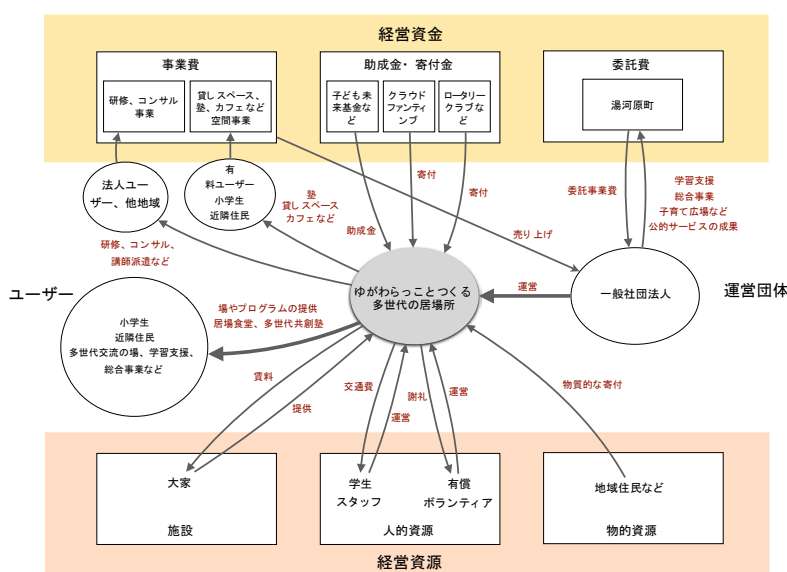 経営資金
事業費
助成金・寄付金
委託費
研修、コンサル
事業
貸しスペース、
塾、カフェなど
空間事業
子ども未
来基金な
ど
クラウド
ファンティ
ンブ
ロータリー
クラブな
ど
湯河原町
法人ユー
ザー、他地域
有
料ユーザー
小学生
近隣住民
塾
貸しスペース
カフェなど
助成金
寄付
寄付
委託事業費
学習支援
総合事業
子育て広場など
公的サービスの成果
売り上げ
研修、コンサル、
講師派遣など
ユーザー
ゆがわらっことつくる
多世代の居場所
運営
一般社団法人
運営団体
小学生
近隣住民
多世代交流の場、学習支援、
総合事業など
場やプログラムの提供
居場食堂、多世代共創塾
賃料
提供
交通費
運営
謝礼
運営
物質的な寄付
大家
施設
学生
スタッフ
有償
ボランティア
人的資源
地域住民など
物的資源
経営資源